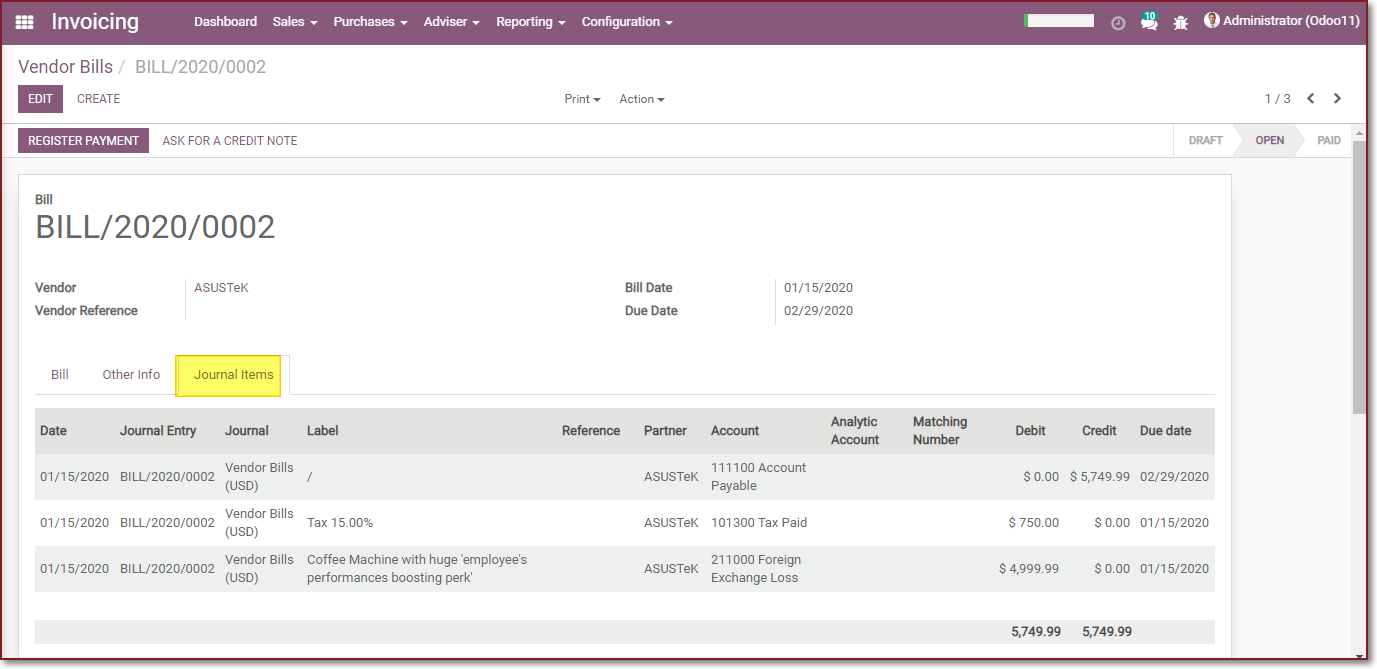 Invoicing Dashboard Sales Purchases Adviser Reporting Configuration 10 Administrator (Odoo11)
Vendor Bills / BILL/2020/0002
EDIT CREATE Print Action 1 / 3
REGISTER PAYMENT ASK FOR A CREDIT NOTE DRAFT OPEN PAID
Bill
BILL/2020/0002
Vendor ASUSTeK Bill Date 01/15/2020
Vendor Reference Due Date 02/29/2020
Bill Other Info Journal Items
Date Journal Entry Journal Label Reference Partner Account Analytic Account Matching Number Debit Credit Due date
01/15/2020 BILL/2020/0002 Vendor Bills (USD) / ASUSTeK 111100 Account Payable $ 0.00 $ 5,749.99 02/29/2020
01/15/2020 BILL/2020/0002 Vendor Bills (USD) Tax 15.00% ASUSTeK 101300 Tax Paid $ 750.00 $ 0.00 01/15/2020
01/15/2020 BILL/2020/0002 Vendor Bills (USD) Coffee Machine with huge 'employee's performances boosting perk' ASUSTeK 211000 Foreign Exchange Loss $ 4,999.99 $ 0.00 01/15/2020
5,749.99 5,749.99